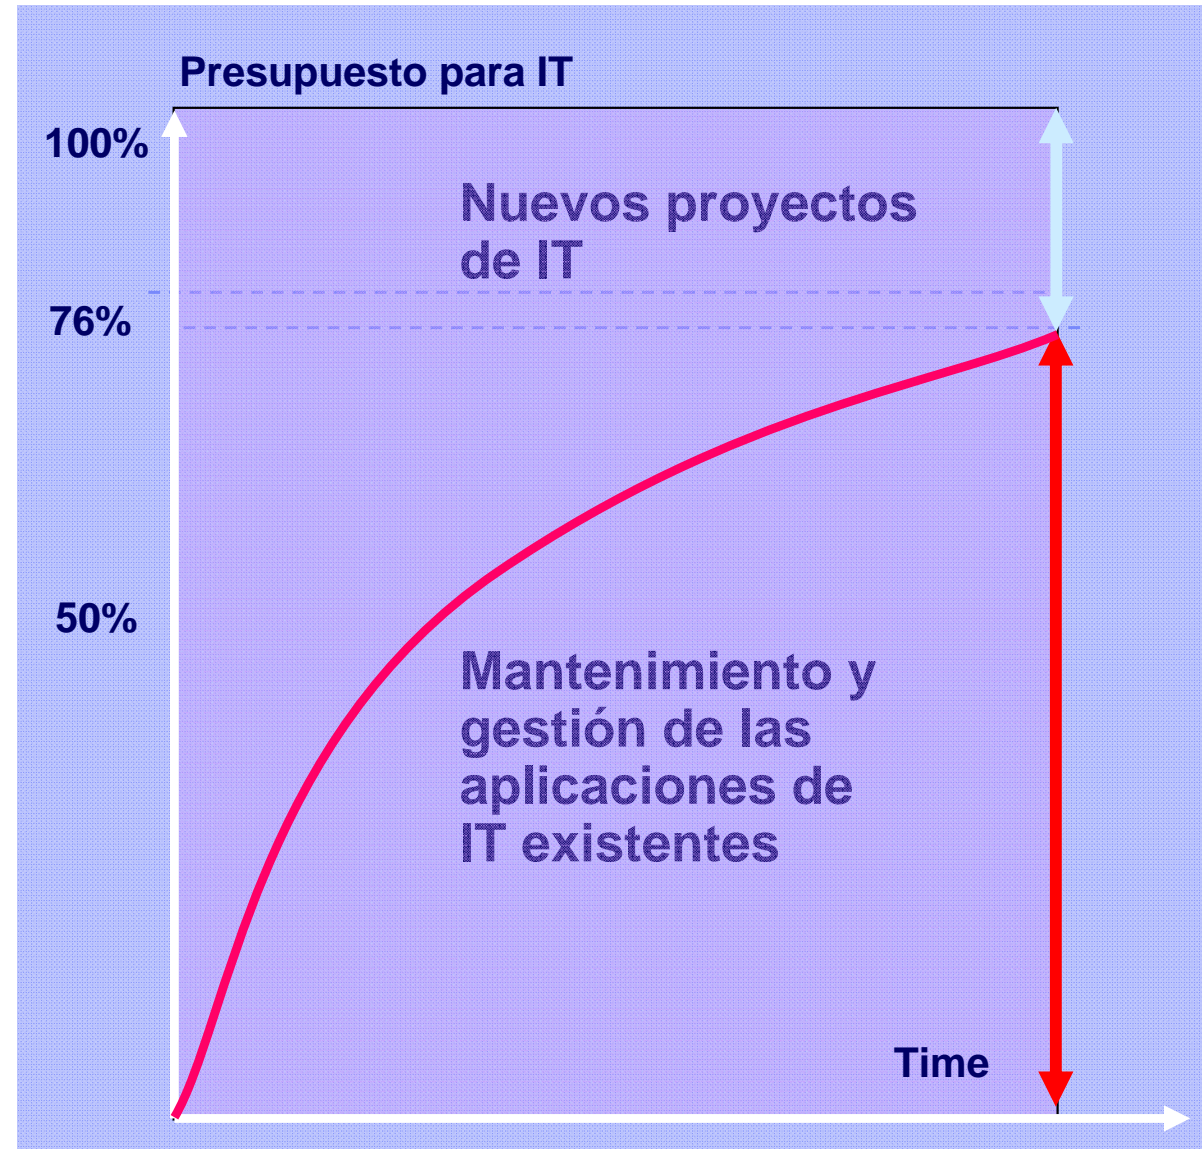 Presupuesto para IT
100%
Nuevos proyectos
de IT
76%
50%
Mantenimiento y
gestión de las
aplicaciones de
IT existentes
Time